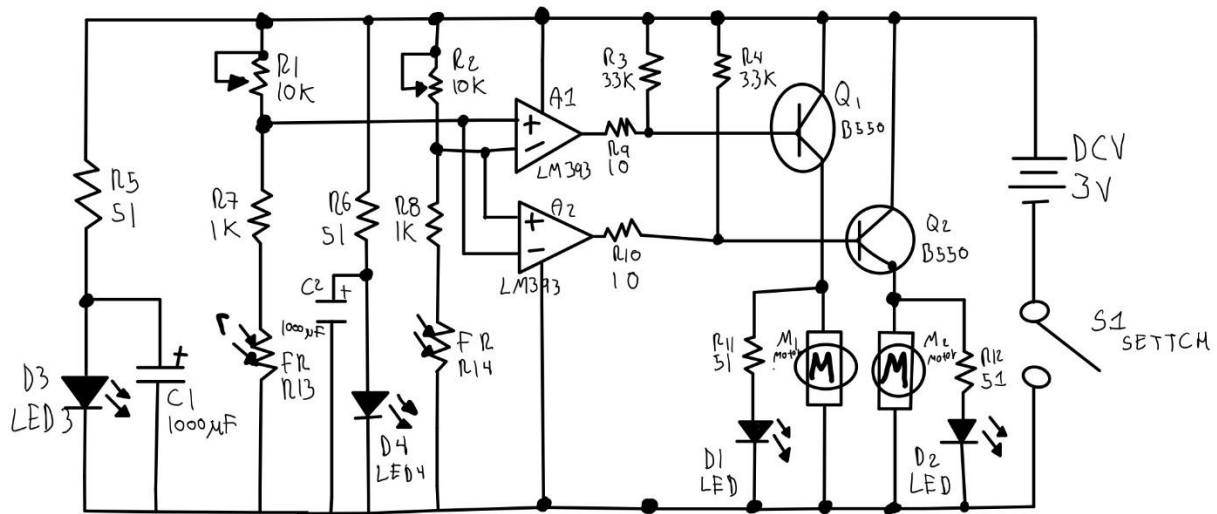 R1
10K
R2
10K
A1
R3
33K
R4
3.3K
Q1
B550
DCV
3V
R5
51
R7
1K
R6
51
R8
1K
+
−
LM393
R9
10
A2
+
−
LM393
R10
10
Q2
B550
C2
+
1000µF
FR
R13
FR
R14
D3
LED3
+
C1
1000µF
D4
LED4
R11
51
M1
Motor
M
M2
Motor
M
R12
51
S1
SETTCH
D1
LED
D2
LED